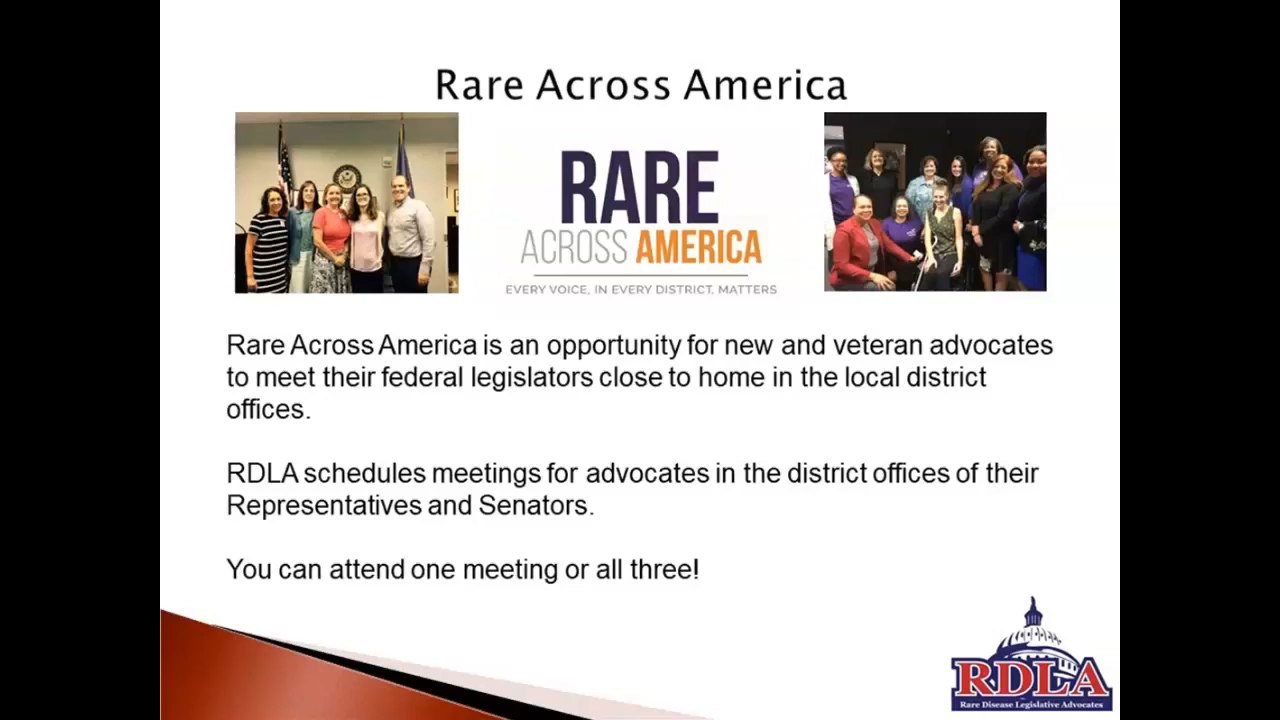 Rare Across America
RARE
ACROSS AMERICA
EVERY VOICE, IN EVERY DISTRICT, MATTERS
Rare Across America is an opportunity for new and veteran advocates
to meet their federal legislators close to home in the local district
offices.
RDLA schedules meetings for advocates in the district offices of their
Representatives and Senators.
You can attend one meeting or all three!
RDLA
Rare Disease Legislative Advocates